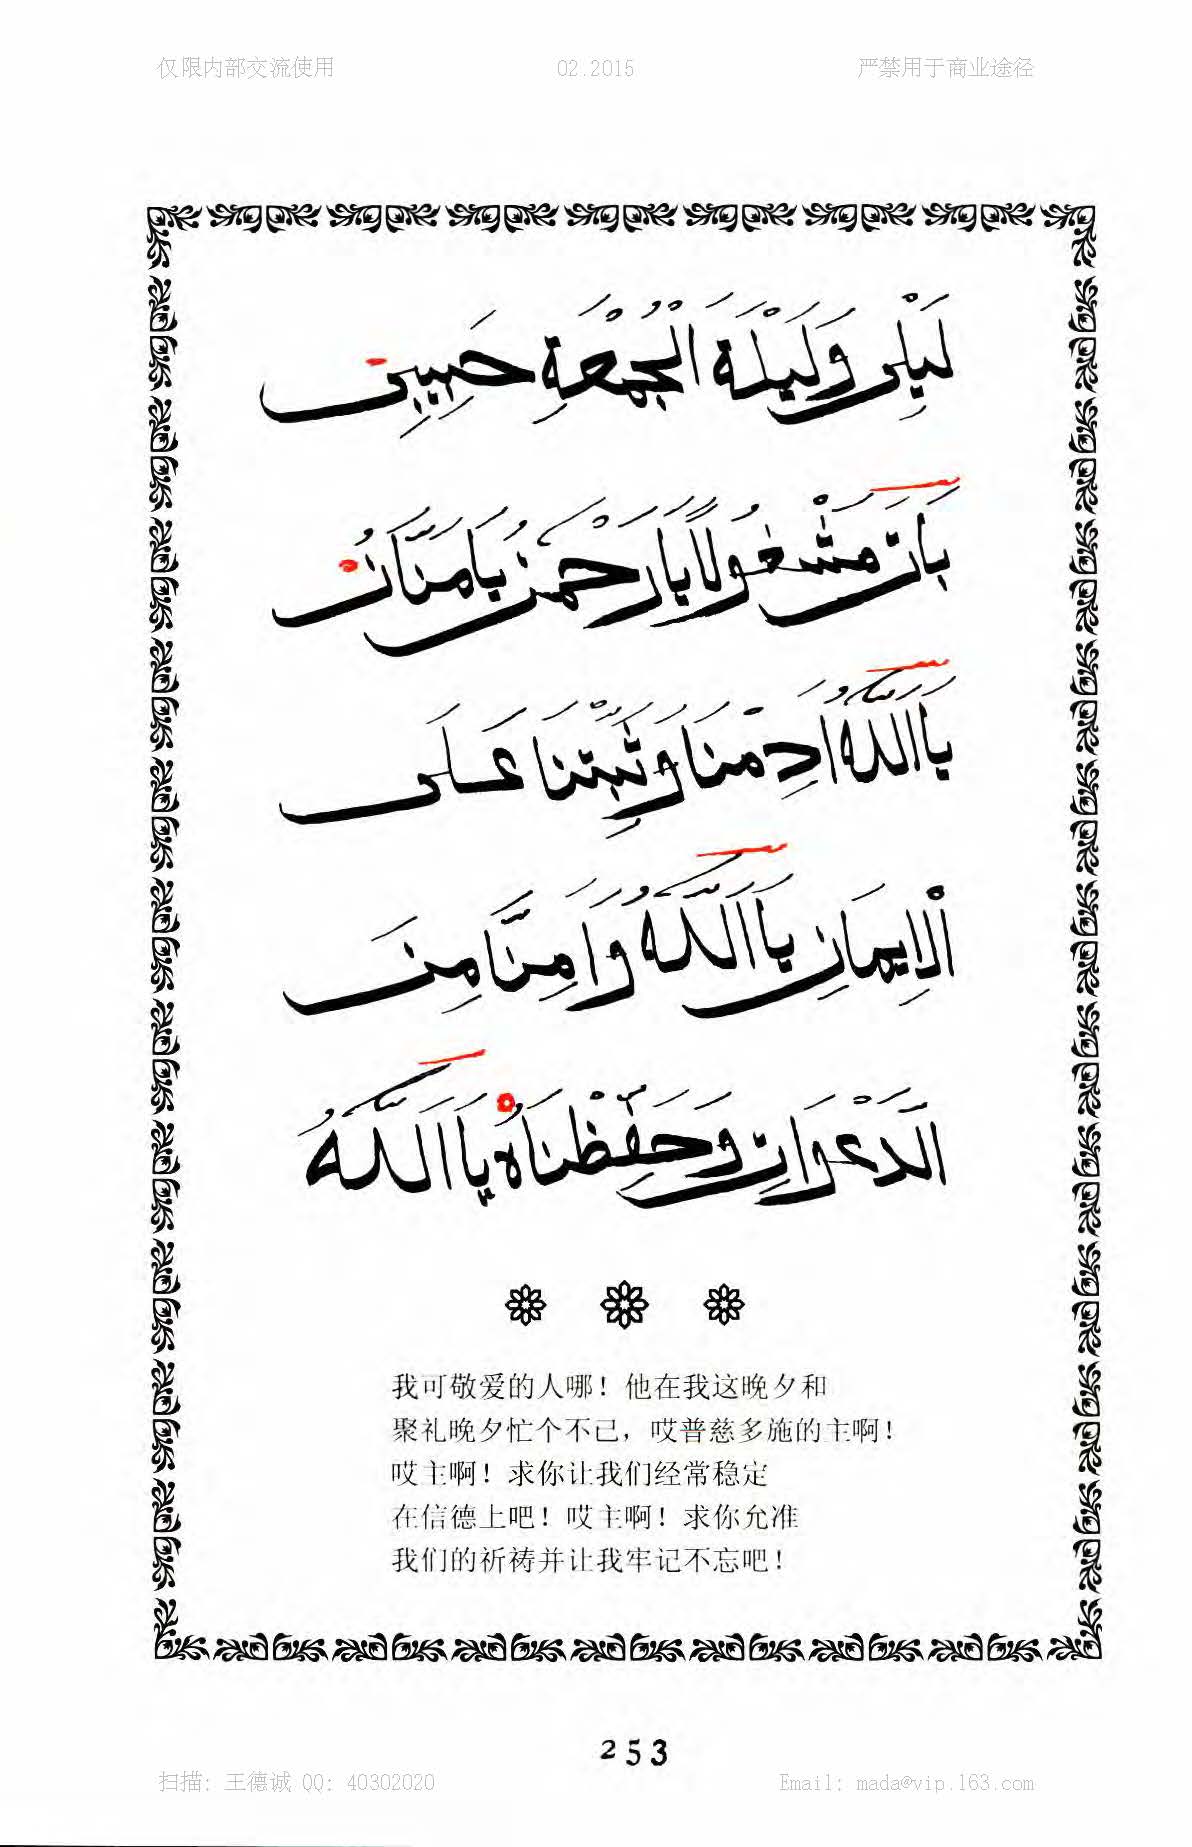 仅限内部交流使用 02.2015 严禁用于商业途径
لَيْلِى وَلَيْلَةَ الْجُمْعَةِ حَبِيبِى
بَاتَ مَشْغُولًا يَا رَحْمٰنُ يَا مَنَّانُ
يَا اَللّٰهُ اَدِمْنَا وَثَبِّتْنَا عَلَى
الْاِيمَانِ يَا اَللّٰهُ وَاٰمِنَّا مِنَ
الدَّعْوَاتِ وَحَفِّظْنَاهُ يَا اَللّٰهُ
我可敬爱的人哪！他在我这晚夕和
聚礼晚夕忙个不已，哎普慈多施的主啊！
哎主啊！求你让我们经常稳定
在信德上吧！哎主啊！求你允准
我们的祈祷并让我牢记不忘吧！
253
扫描: 王德诚 QQ: 40302020 Email: mada@vip.163.com